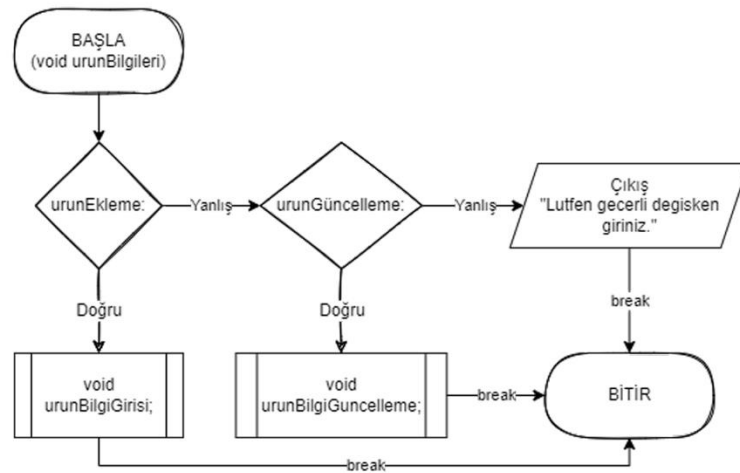 BAŞLA
(void urunBilgileri)
urunEkleme:
Yanlış
urunGüncelleme:
Yanlış
Çıkış
"Lutfen gecerli degisken
giriniz."
Doğru
Doğru
break
void
urunBilgiGirisi;
void
urunBilgiGuncelleme;
break
BİTİR
break